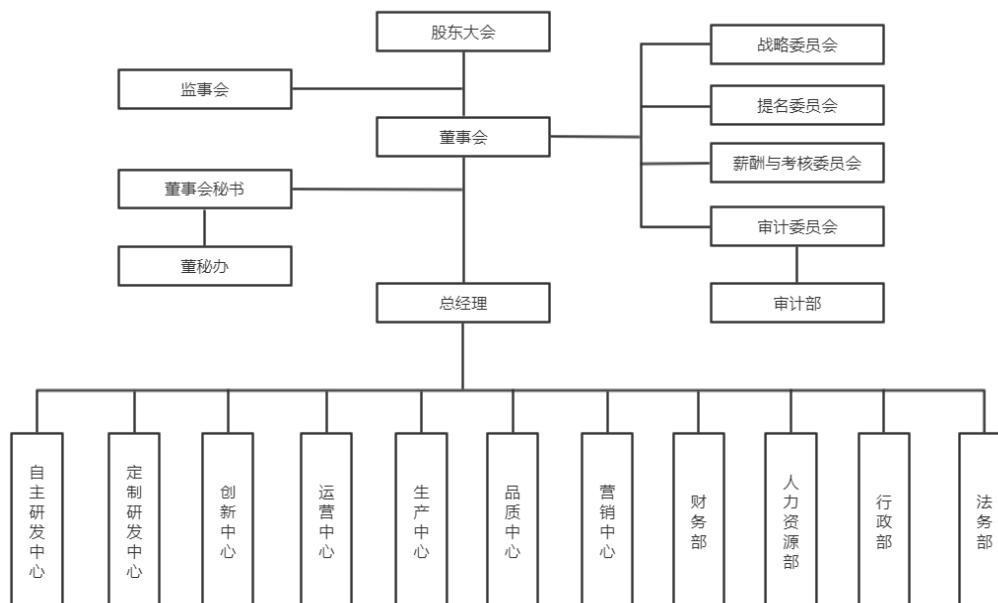 股东大会
战略委员会
监事会
提名委员会
董事会
薪酬与考核委员会
董事会秘书
审计委员会
董秘办
总经理
审计部
自主研发中心
定制研发中心
创新中心
运营中心
生产中心
品质中心
营销中心
财务部
人力资源部
行政部
法务部